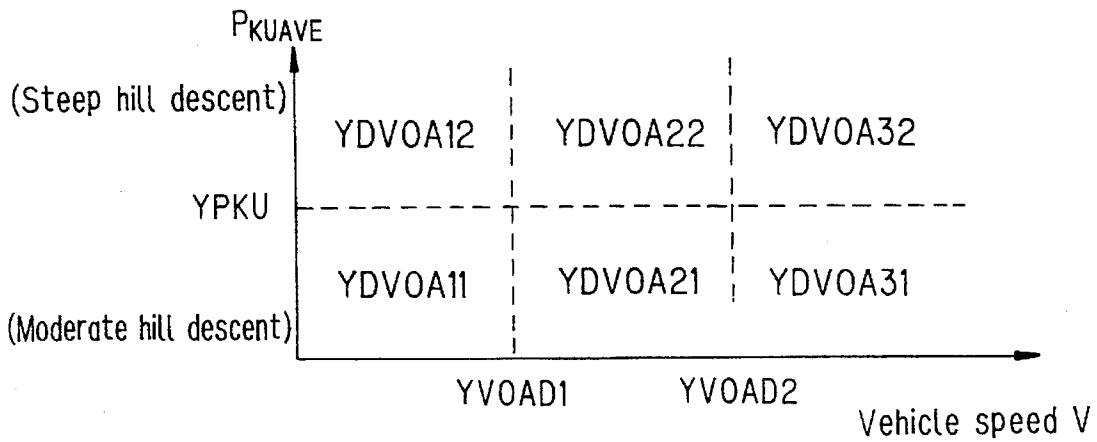 PKUAVE
(Steep hill descent)
YDVOA12 YDVOA22 YDVOA32
YPKU
YDVOA11 YDVOA21 YDVOA31
(Moderate hill descent)
YVOAD1 YVOAD2
Vehicle speed V